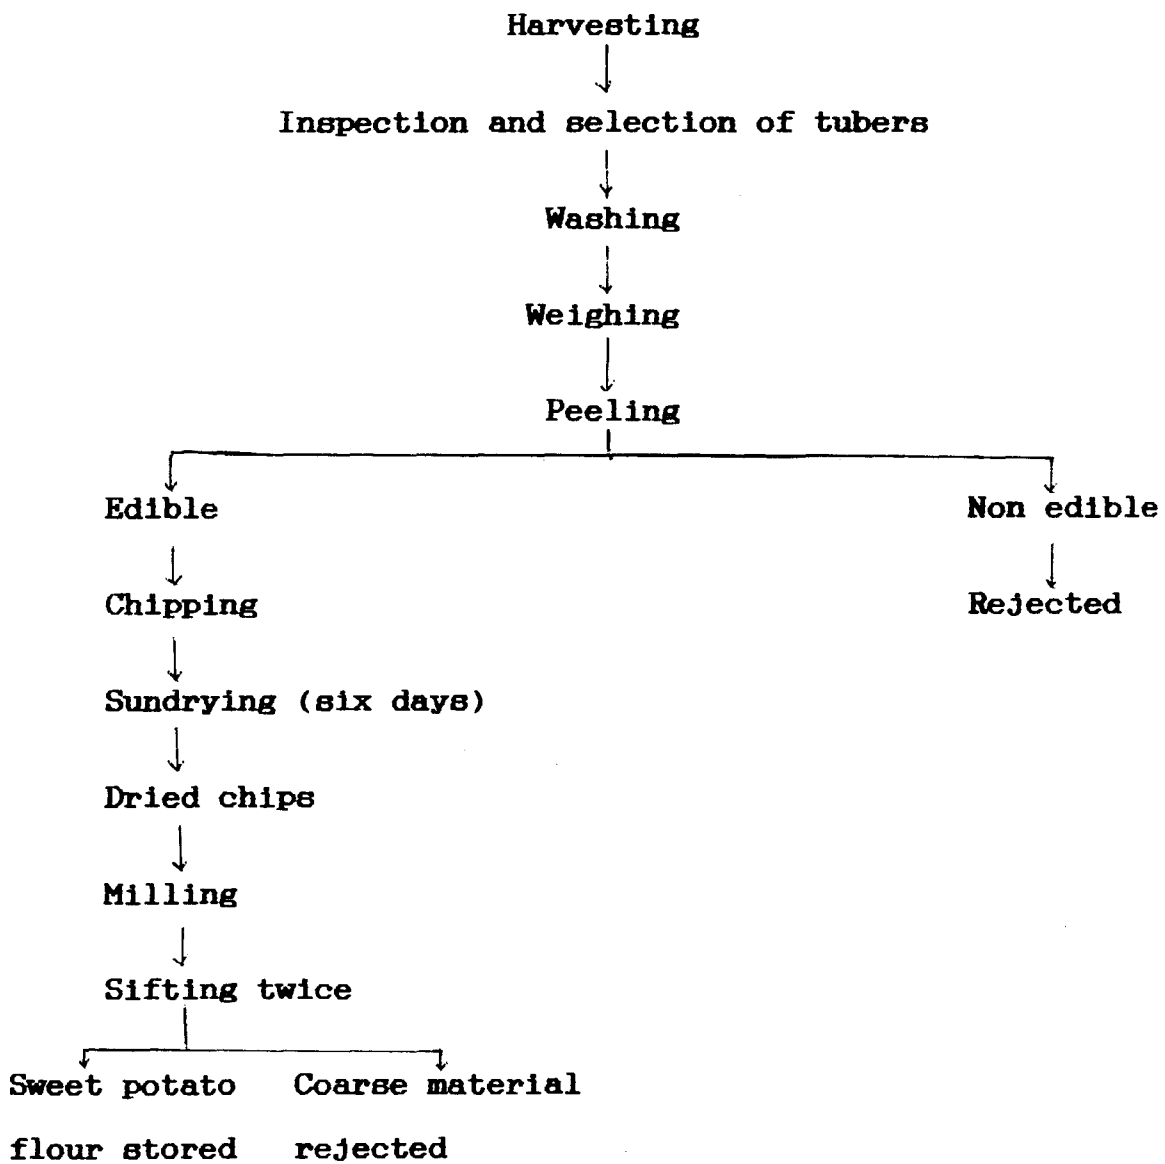 Harvesting
Inspection and selection of tubers
Washing
Weighing
Peeling
Edible
Non edible
Chipping
Rejected
Sundrying (six days)
Dried chips
Milling
Sifting twice
Sweet potato
Coarse material
flour stored
rejected